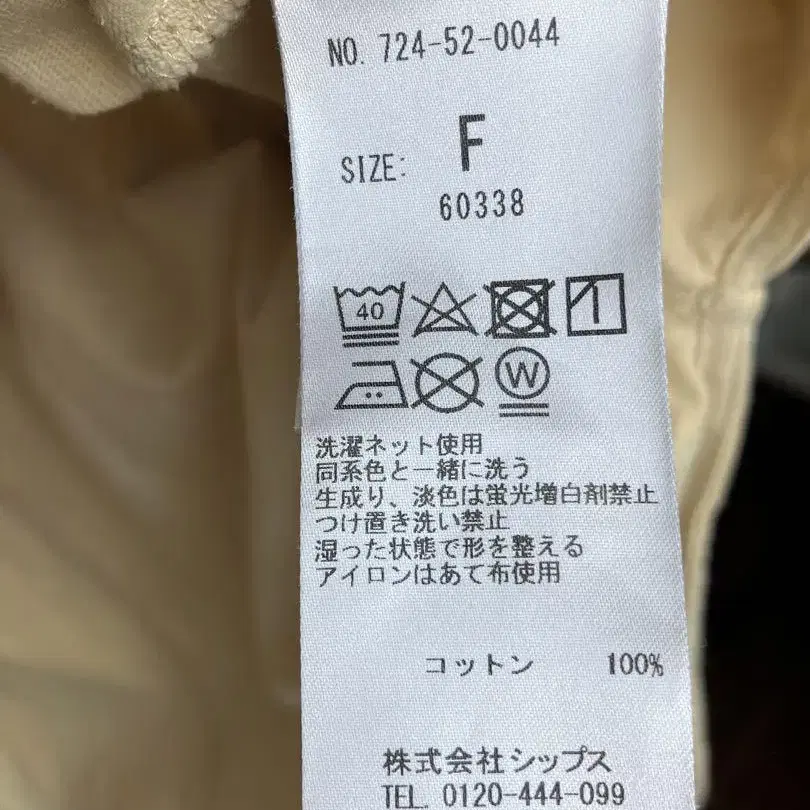 NO. 724-52-0044
SIZE: F
60338
40
W
洗濯ネット使用
同系色と一緒に洗う
生成り、淡色は蛍光増白剤禁止
つけ置き洗い禁止
湿った状態で形を整える
アイロンはあて布使用
コットン 100%
株式会社シップス
TEL. 0120-444-099